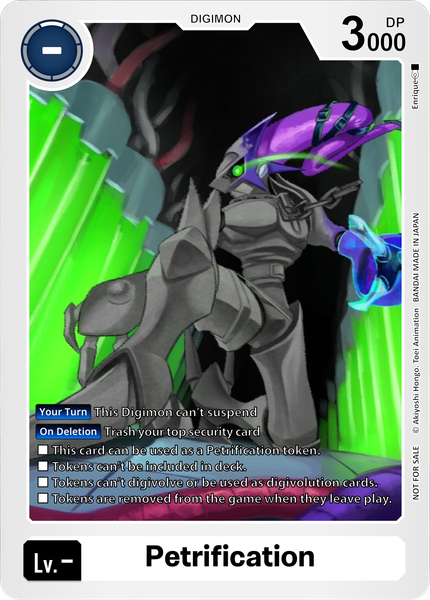 DIGIMON
-
DP
3000
Enrique
Your Turn This Digimon can't suspend
On Deletion Trash your top security card
This card can be used as a Petrification token.
Tokens can't be included in deck.
Tokens can't digivolve or be used as digivolution cards.
Tokens are removed from the game when they leave play.
NOT FOR SALE © Akiyoshi Hongo. Toei Animation BANDAI MADE IN JAPAN
Lv.-
Petrification